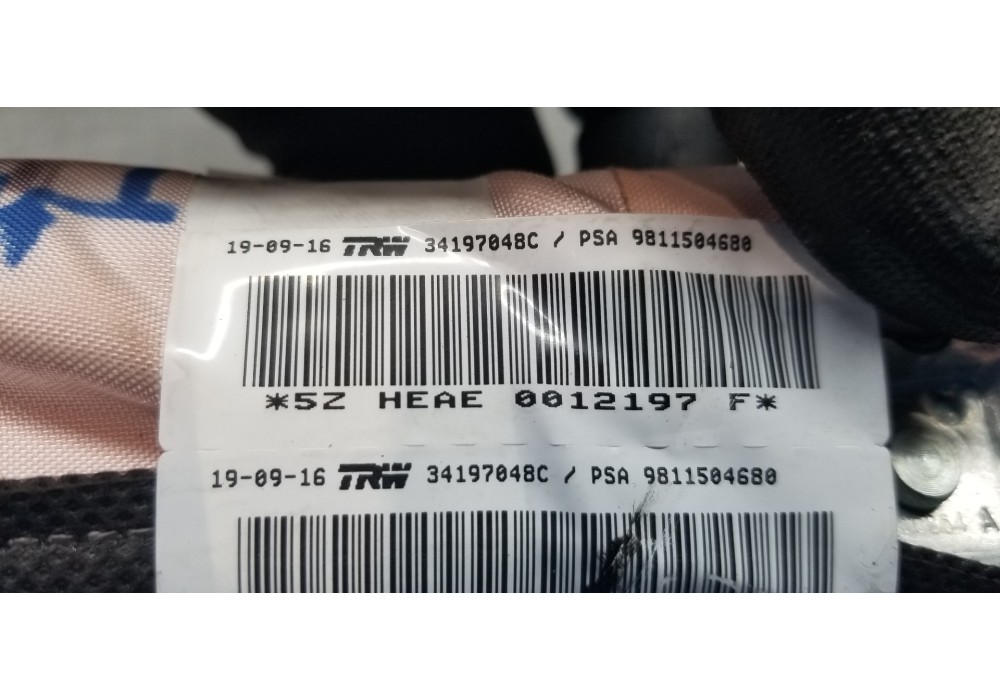 19-09-16 TRW 34197048C / PSA 9811504680
*5Z HEAE 0012197 F*
19-09-16 TRW 34197048C / PSA 9811504680